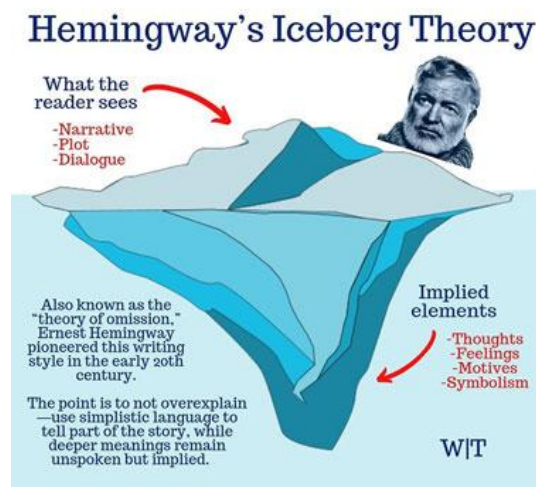 Hemingway's Iceberg Theory
What the
reader sees
-Narrative
-Plot
-Dialogue
Also known as the
"theory of omission,"
Ernest Hemingway
pioneered this writing
style in the early 20th
century.
The point is to not overexplain
—use simplistic language to
tell part of the story, while
deeper meanings remain
unspoken but implied.
Implied
elements
-Thoughts
-Feelings
-Motives
-Symbolism
W|T